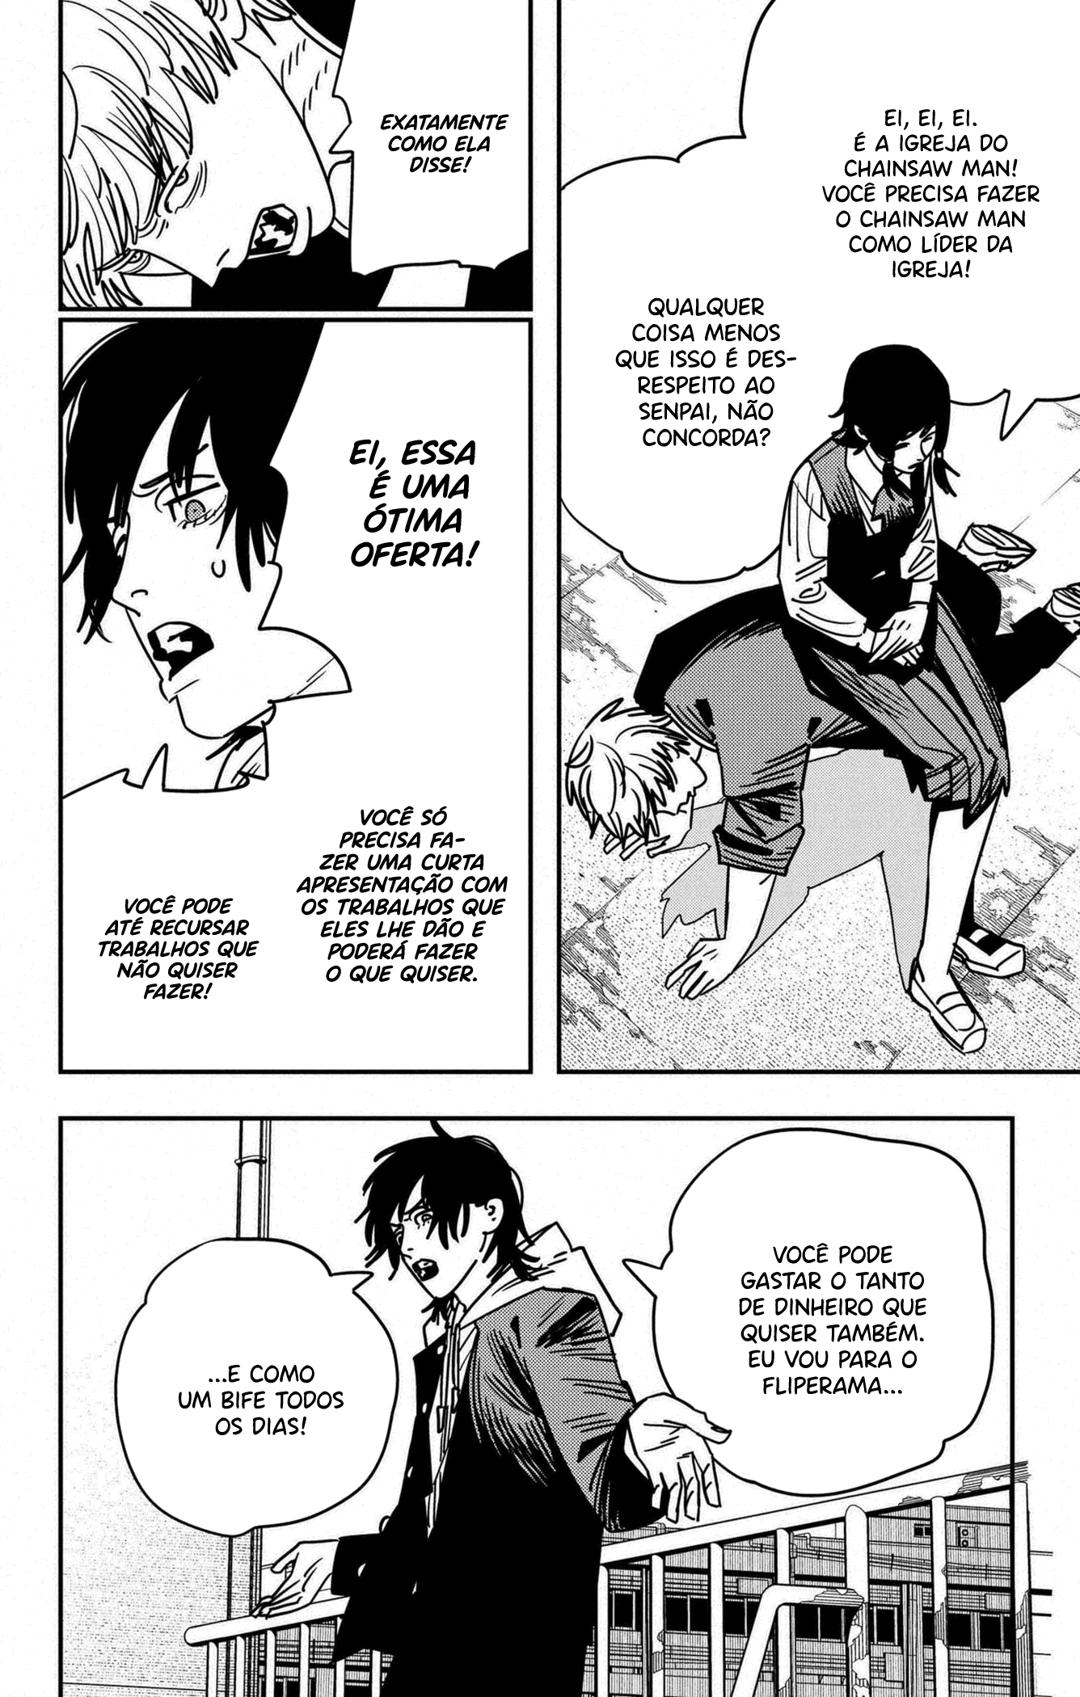 EI, EI, EI.
É A IGREJA DO
CHAINSAW MAN!
VOCÊ PRECISA FAZER
O CHAINSAW MAN
COMO LÍDER DA
IGREJA!
QUALQUER
COISA MENOS
QUE ISSO É DES-
RESPEITO AO
SENPAI, NÃO
CONCORDA?
EXATAMENTE
COMO ELA
DISSE!
EI, ESSA
É UMA
ÓTIMA
OFERTA!
VOCÊ SÓ
PRECISA FA-
ZER UMA CURTA
APRESENTAÇÃO COM
OS TRABALHOS QUE
ELES LHE DÃO E
PODERÁ FAZER
O QUE QUISER.
VOCÊ PODE
ATÉ RECURSAR
TRABALHOS QUE
NÃO QUISER
FAZER!
VOCÊ PODE
GASTAR O TANTO
DE DINHEIRO QUE
QUISER TAMBÉM.
EU VOU PARA O
FLIPERAMA...
...E COMO
UM BIFE TODOS
OS DIAS!